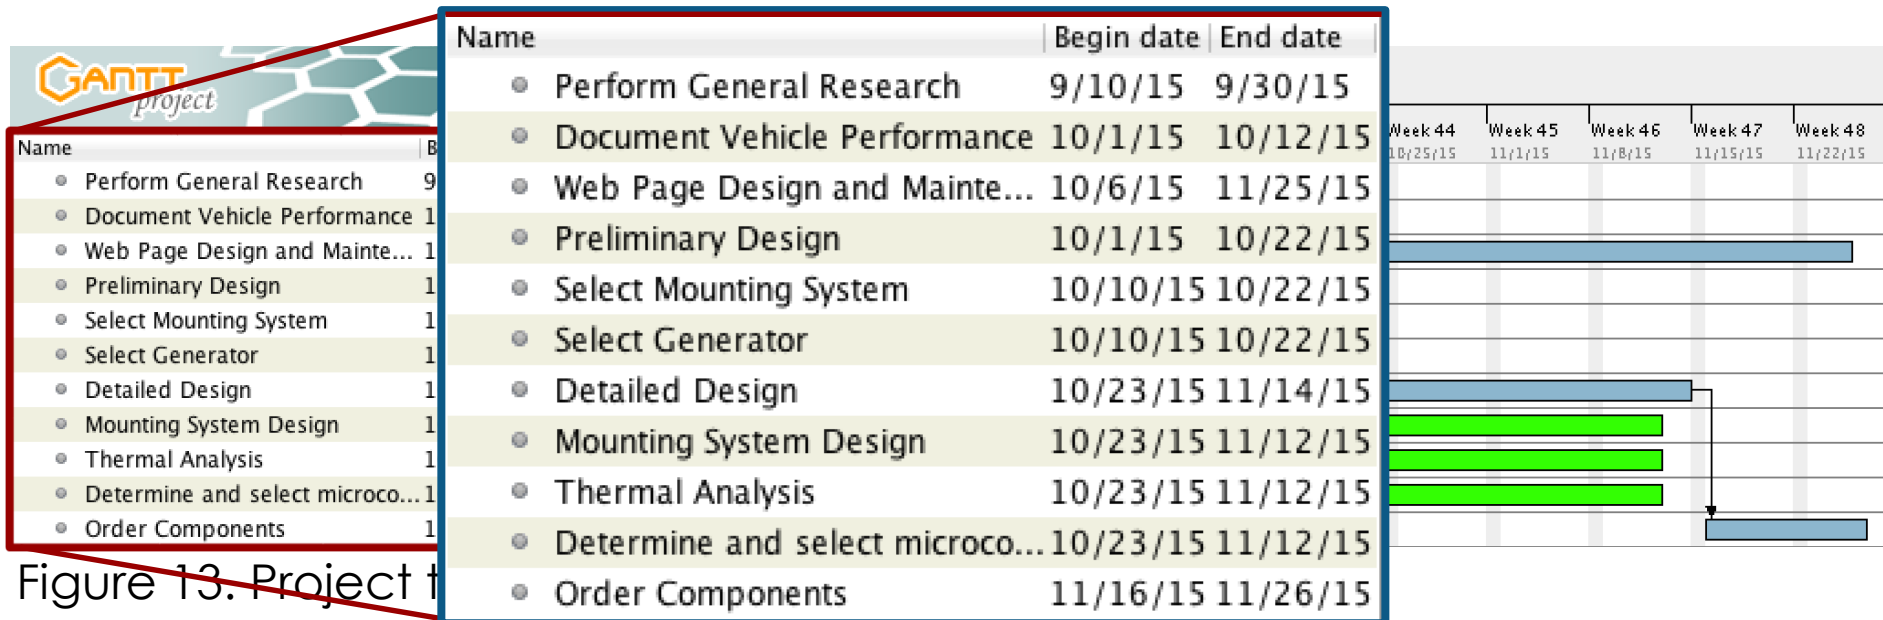 GANTT
project
Name
B
Perform General Research 9
Document Vehicle Performance 1
Web Page Design and Mainte... 1
Preliminary Design 1
Select Mounting System 1
Select Generator 1
Detailed Design 1
Mounting System Design 1
Thermal Analysis 1
Determine and select microco... 1
Order Components 1
Figure 13. Project t
Name Begin date End date
Perform General Research 9/10/15 9/30/15
Document Vehicle Performance 10/1/15 10/12/15
Web Page Design and Mainte... 10/6/15 11/25/15
Preliminary Design 10/1/15 10/22/15
Select Mounting System 10/10/15 10/22/15
Select Generator 10/10/15 10/22/15
Detailed Design 10/23/15 11/14/15
Mounting System Design 10/23/15 11/12/15
Thermal Analysis 10/23/15 11/12/15
Determine and select microco... 10/23/15 11/12/15
Order Components 11/16/15 11/26/15
Week 44 Week 45 Week 46 Week 47 Week 48
10/25/15 11/1/15 11/8/15 11/15/15 11/22/15